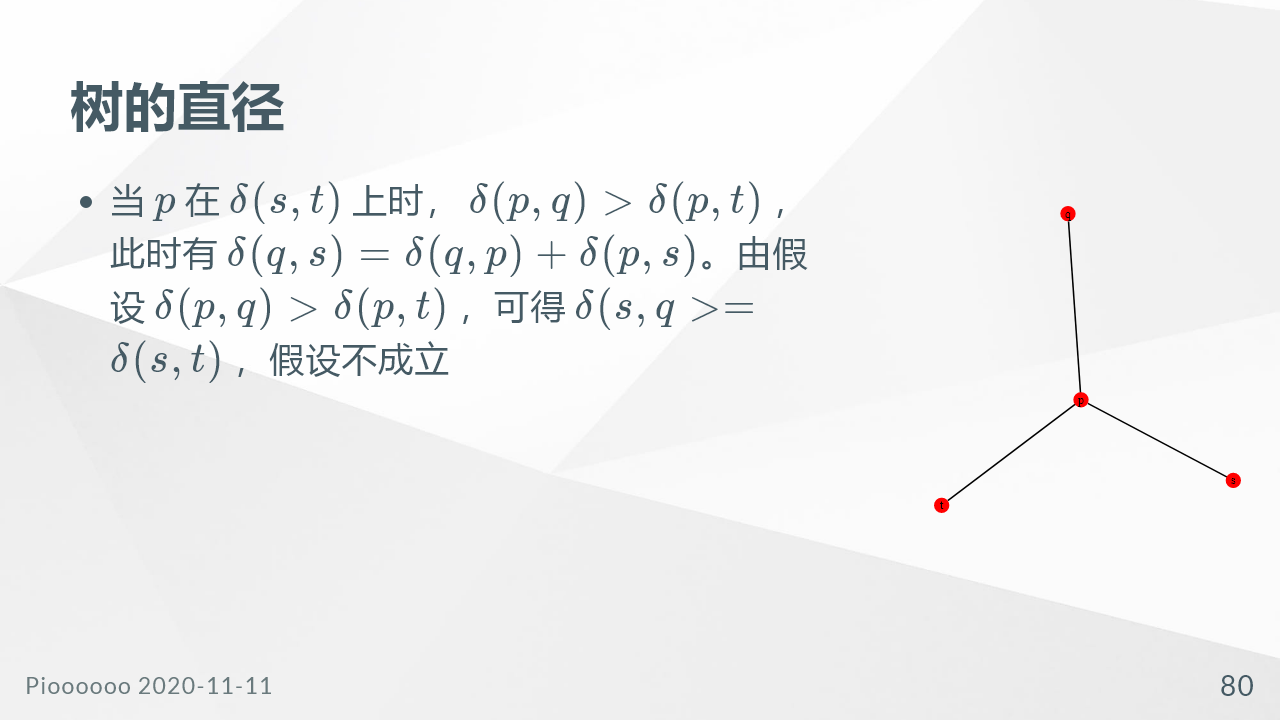 树的直径
• 当 p 在 δ(s, t) 上时， δ(p, q) > δ(p, t) ，
此时有 δ(q, s) = δ(q, p) + δ(p, s)。由假
设 δ(p, q) > δ(p, t) ，可得 δ(s, q >=
δ(s, t) ，假设不成立
q
p
s
t
Pioooooo 2020-11-11
80